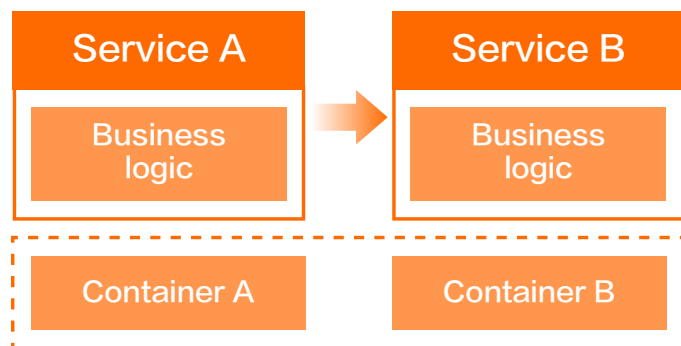 Service A
Service B
Business
logic
Business
logic
Container A
Container B